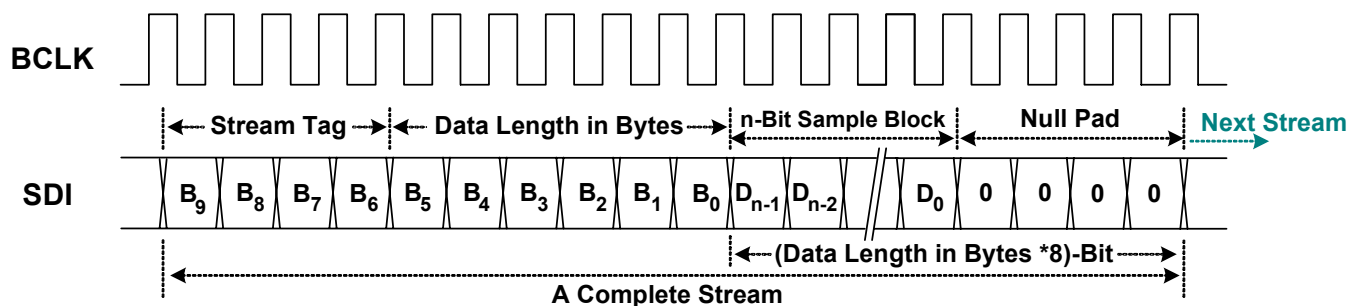 BCLK
Stream Tag
Data Length in Bytes
n-Bit Sample Block
Null Pad
Next Stream
SDI
B9 B8 B7 B6 B5 B4 B3 B2 B1 B0 Dn-1 Dn-2 D0 0 0 0 0
(Data Length in Bytes *8)-Bit
A Complete Stream